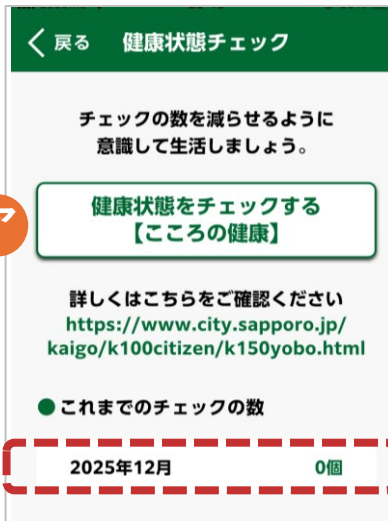 戻る 健康状態チェック
チェックの数を減らせるように
意識して生活しましょう。
健康状態をチェックする
【こころの健康】
詳しくはこちらをご確認ください
https://www.city.sapporo.jp/
kaigo/k100citizen/k150yobo.html
●これまでのチェックの数
2025年12月 0個